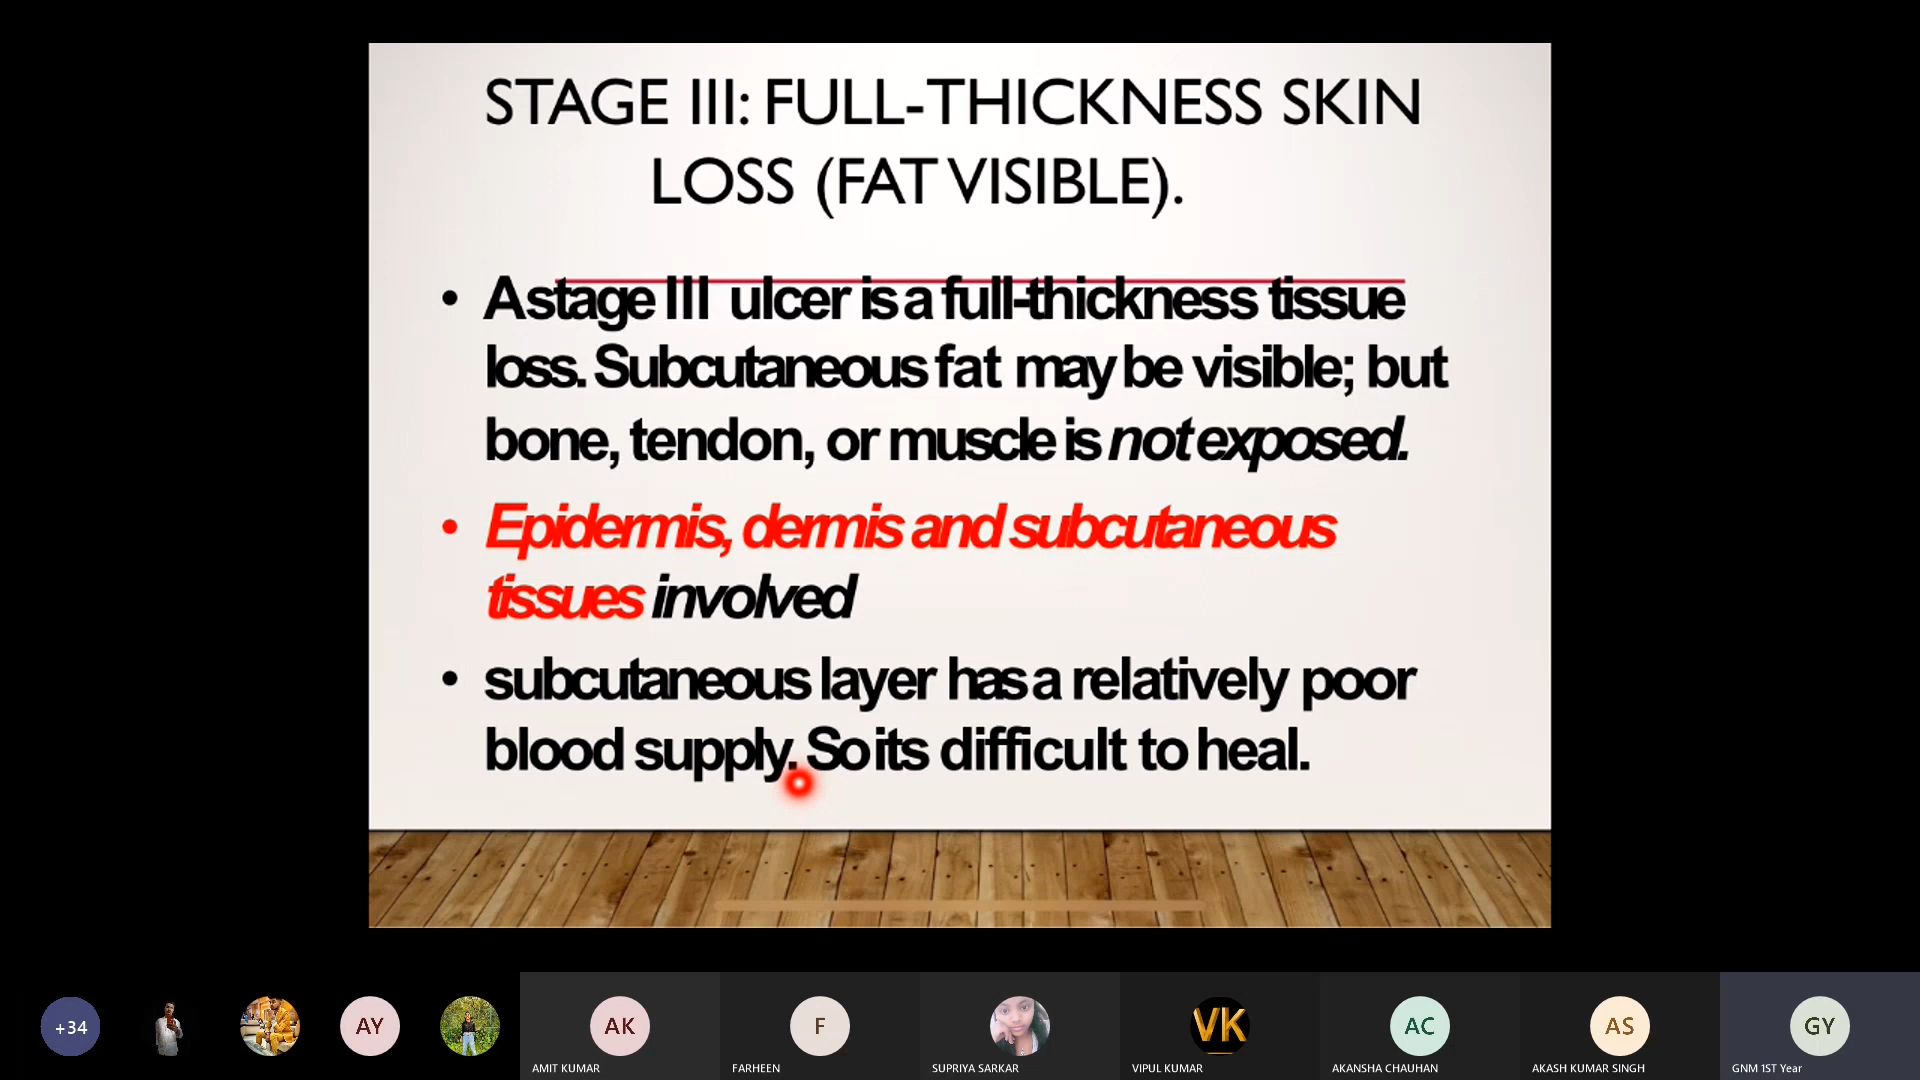 STAGE III: FULL-THICKNESS SKIN
LOSS (FAT VISIBLE).
• A stage III ulcer is a full-thickness tissue
loss. Subcutaneous fat may be visible; but
bone, tendon, or muscle is not exposed.
• Epidermis, dermis and subcutaneous
tissues involved
• subcutaneous layer has a relatively poor
blood supply. So its difficult to heal.
+34
AY
AK
F
VK
AC
AS
GY
AMIT KUMAR
FARHEEN
SUPRIYA SARKAR
VIPUL KUMAR
AKANSHA CHAUHAN
AKASH KUMAR SINGH
GNM 1ST Year